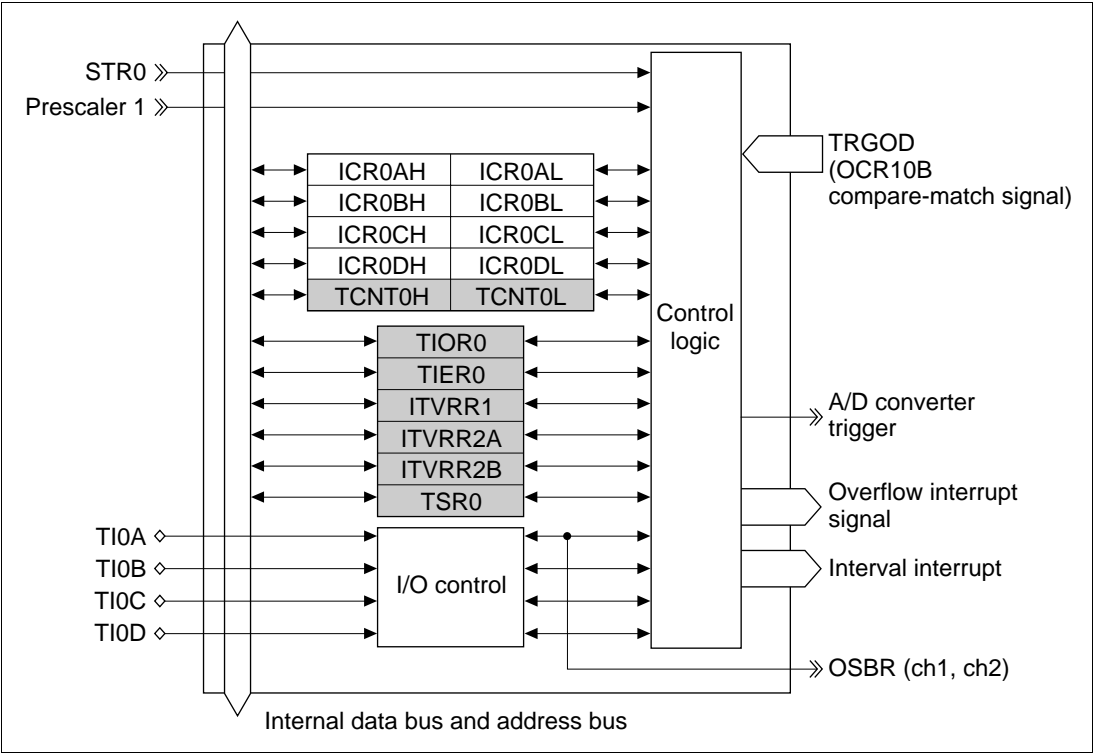 STR0
Prescaler 1
TRGOD
(OCR10B
compare-match signal)
ICR0AH ICR0AL
ICR0BH ICR0BL
ICR0CH ICR0CL
ICR0DH ICR0DL
TCNT0H TCNT0L
Control
logic
TIOR0
TIER0
ITVRR1
ITVRR2A
ITVRR2B
TSR0
A/D converter
trigger
Overflow interrupt
signal
Interval interrupt
TI0A
TI0B
TI0C
TI0D
I/O control
OSBR (ch1, ch2)
Internal data bus and address bus